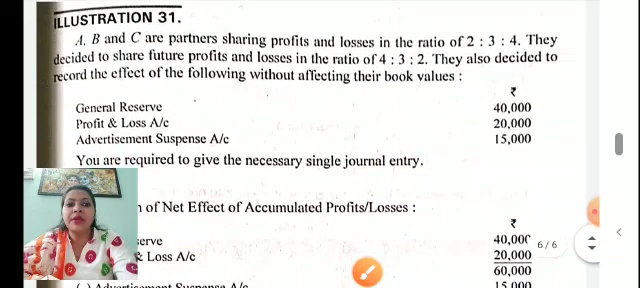 ILLUSTRATION 31.
A, B and C are partners sharing profits and losses in the ratio of 2 : 3 : 4. They
decided to share future profits and losses in the ratio of 4 : 3 : 2. They also decided to
record the effect of the following without affecting their book values :
₹
General Reserve 40,000
Profit & Loss A/c 20,000
Advertisement Suspense A/c 15,000
You are required to give the necessary single journal entry.
of Net Effect of Accumulated Profits/Losses :
₹
40,000
6/6
Loss A/c 20,000
60,000
Advertisement Suspense A/c 15,000